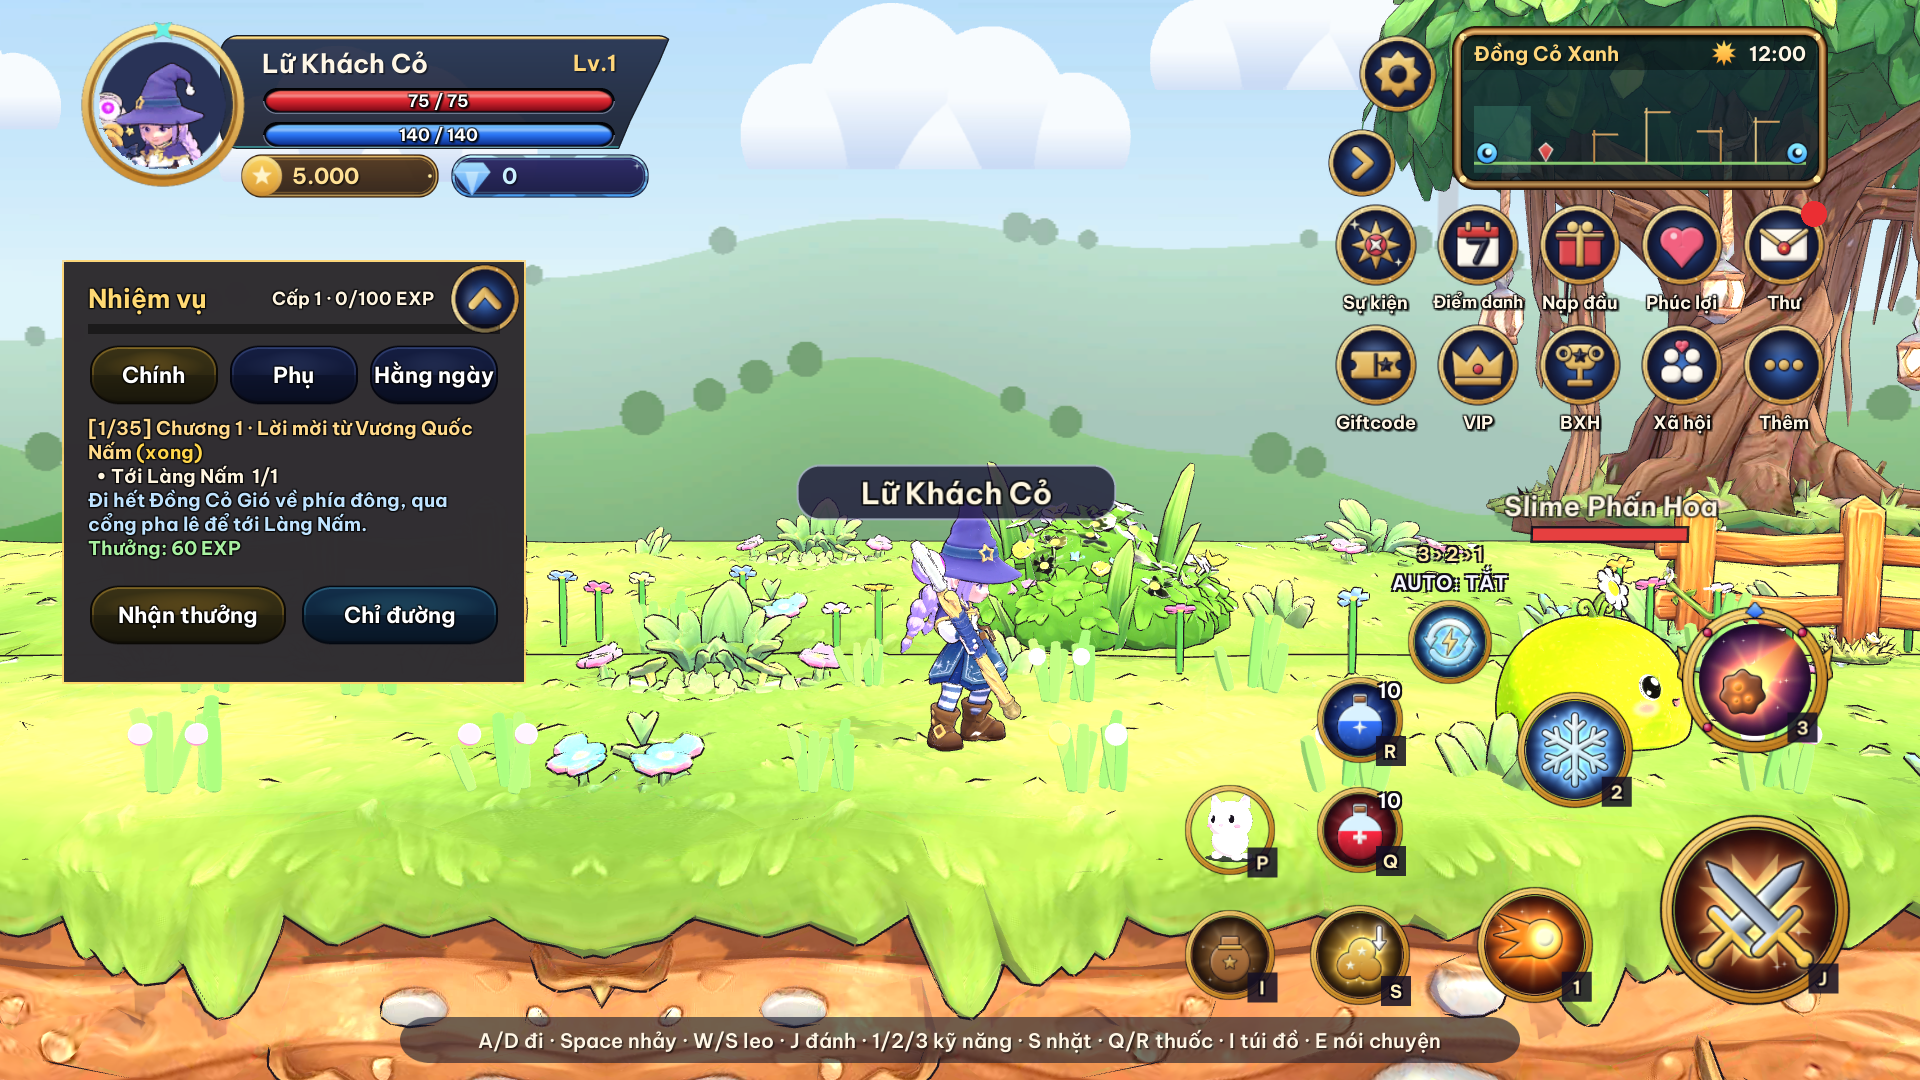 Lữ Khách Cỏ
Lv.1
75 / 75
140 / 140
5.000
0
Đồng Cỏ Xanh
12:00
Sự kiện
7
Điểm danh
Nạp đầu
Phúc lợi
Thư
Giftcode
VIP
BXH
Xã hội
Thêm
Nhiệm vụ
Cấp 1 · 0/100 EXP
Chính
Phụ
Hằng ngày
[1/35] Chương 1 · Lời mời từ Vương Quốc
Nấm (xong)
• Tới Làng Nấm 1/1
Đi hết Đồng Cỏ Gió về phía đông, qua
cổng pha lê để tới Làng Nấm.
Thưởng: 60 EXP
Nhận thưởng
Chỉ đường
Lữ Khách Cỏ
Slime Phấn Hoa
3›2›1
AUTO: TẮT
10
R
3
2
10
Q
P
I
S
1
J
A/D đi · Space nhảy · W/S leo · J đánh · 1/2/3 kỹ năng · S nhặt · Q/R thuốc · I túi đồ · E nói chuyện